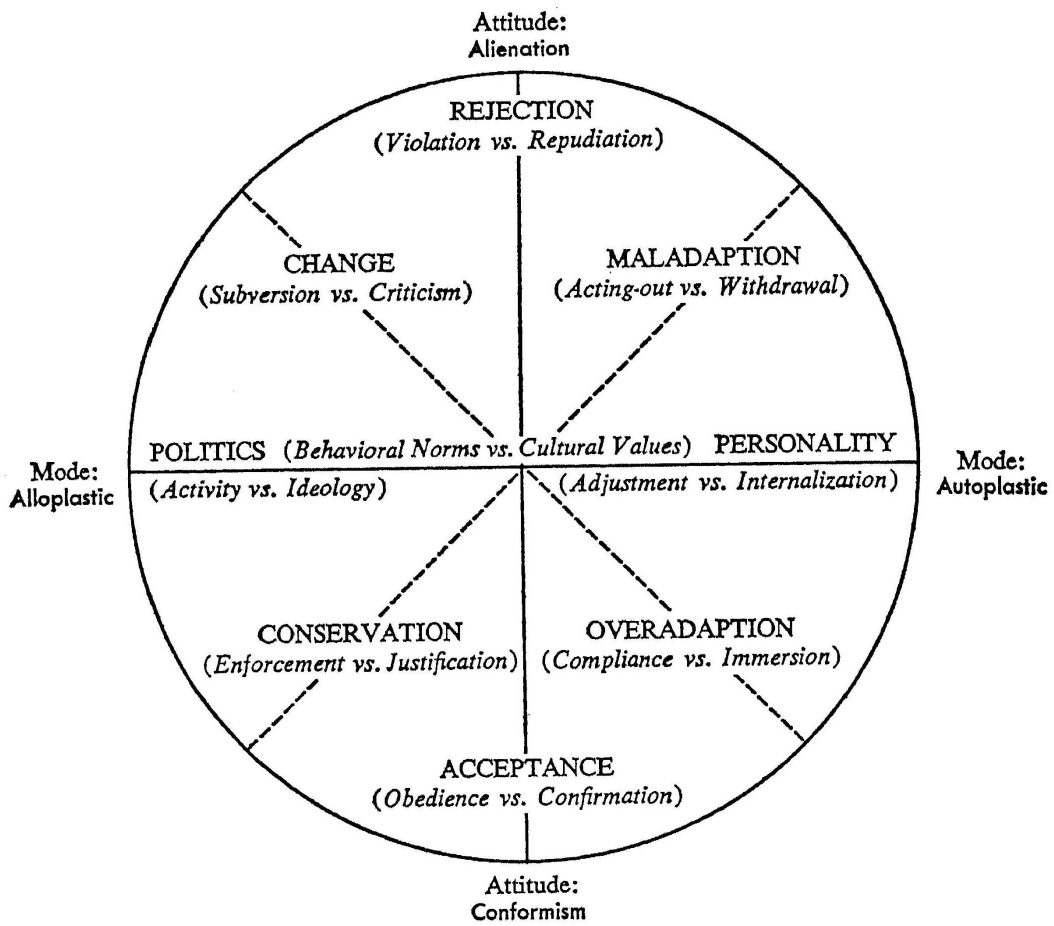 Attitude:
Alienation
REJECTION
(Violation vs. Repudiation)
CHANGE
(Subversion vs. Criticism)
MALADAPTION
(Acting-out vs. Withdrawal)
POLITICS (Behavioral Norms vs. Cultural Values) PERSONALITY
Mode:
Alloplastic
(Activity vs. Ideology)
(Adjustment vs. Internalization)
Mode:
Autoplastic
CONSERVATION
(Enforcement vs. Justification)
OVERADAPTION
(Compliance vs. Immersion)
ACCEPTANCE
(Obedience vs. Confirmation)
Attitude:
Conformism